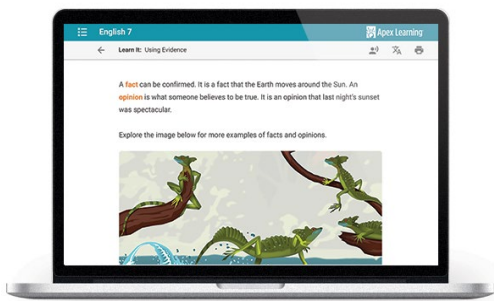 English 7
Apex Learning
Learn It: Using Evidence
A fact can be confirmed. It is a fact that the Earth moves around the Sun. An
opinion is what someone believes to be true. It is an opinion that last night's sunset
was spectacular.
Explore the image below for more examples of facts and opinions.